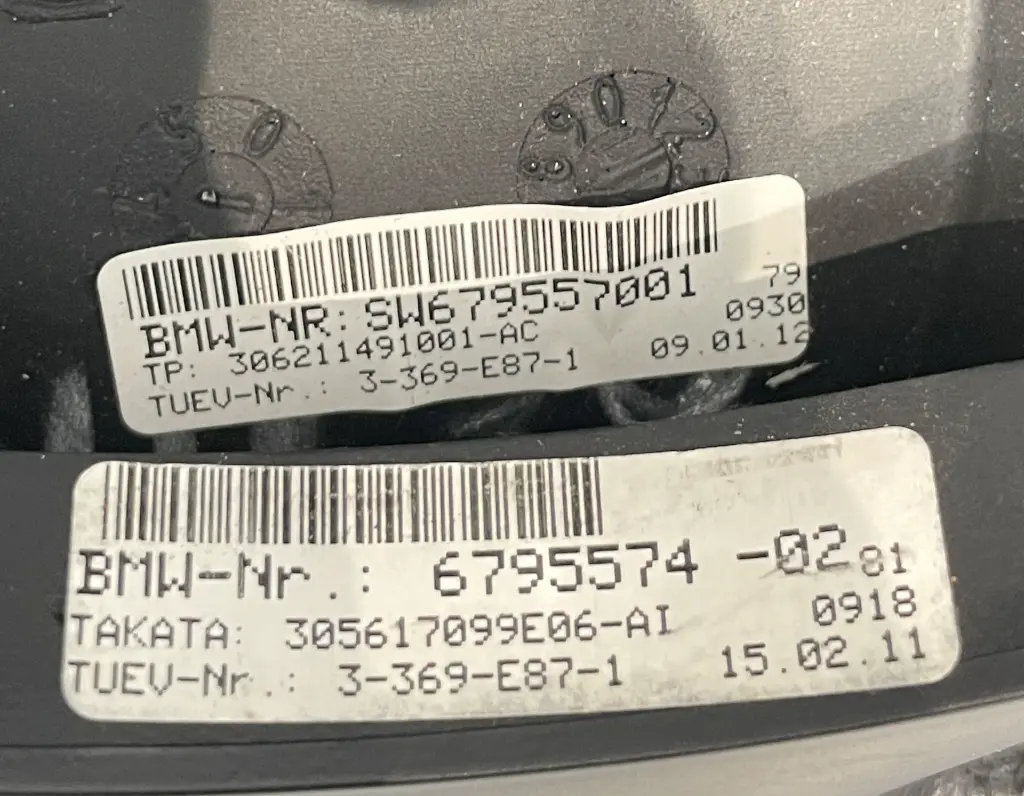 BMW-NR: SW679557001
79
TP: 306211491001-AC
0930
TUEV-Nr.: 3-369-E87-1
09.01.12
BMW-Nr.: 6795574 -02
81
TAKATA: 305617099E06-AI
0918
TUEV-Nr.: 3-369-E87-1
15.02.11